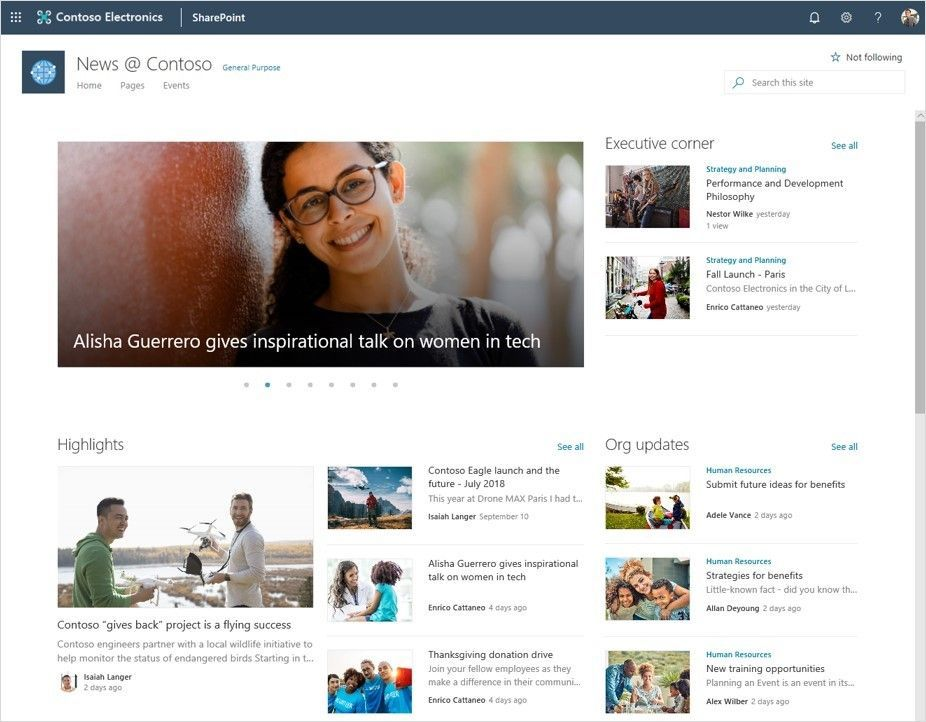 Contoso Electronics
SharePoint
?
News @ Contoso
General Purpose
Home
Pages
Events
Not following
Search this site
Alisha Guerrero gives inspirational talk on women in tech
Executive corner
See all
Strategy and Planning
Performance and Development
Philosophy
Nestor Wilke yesterday
1 view
Strategy and Planning
Fall Launch - Paris
Contoso Electronics in the City of L...
Enrico Cattaneo yesterday
Highlights
See all
Contoso “gives back” project is a flying success
Contoso engineers partner with a local wildlife initiative to
help monitor the status of endangered birds Starting in t...
Isaiah Langer
2 days ago
Contoso Eagle launch and the
future - July 2018
This year at Drone MAX Paris I had t...
Isaiah Langer September 10
Alisha Guerrero gives inspirational
talk on women in tech
Enrico Cattaneo 4 days ago
Thanksgiving donation drive
Join your fellow employees as they
make a difference in their communi...
Enrico Cattaneo 4 days ago
Org updates
See all
Human Resources
Submit future ideas for benefits
Adele Vance 2 days ago
Human Resources
Strategies for benefits
Little-known fact - did you know th...
Allan Deyoung 2 days ago
Human Resources
New training opportunities
Planning an Event is an event in its...
Alex Wilber 2 days ago